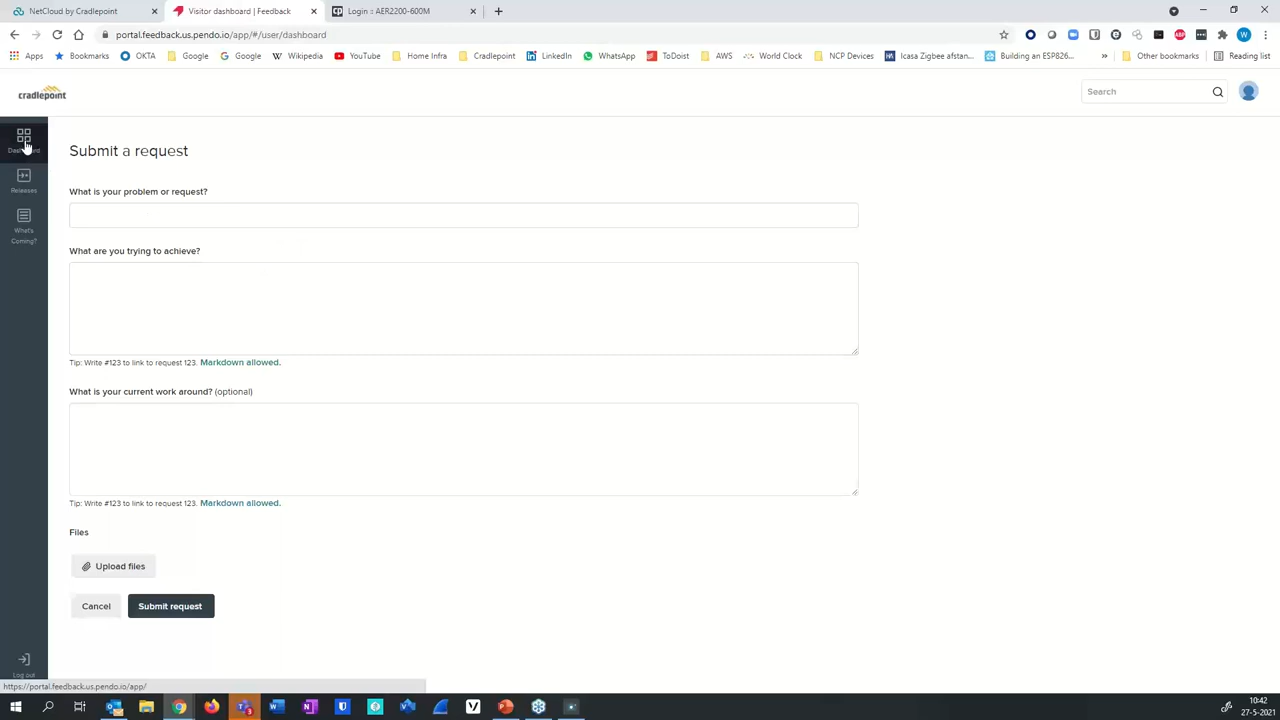 NetCloud by Cradlepoint
Visitor dashboard | Feedback
Login :: AER2200-600M
portal.feedback.us.pendo.io/app/#/user/dashboard
Apps Bookmarks OKTA Google Google Wikipedia YouTube Home Infra Cradlepoint LinkedIn WhatsApp ToDoist AWS World Clock NCP Devices Icasa Zigbee afstan... Building an ESP826... » Other bookmarks Reading list
cradlepoint
Search
Submit a request
Releases
What's
Coming?
What is your problem or request?
What are you trying to achieve?
Tip: Write #123 to link to request 123. Markdown allowed.
What is your current work around? (optional)
Tip: Write #123 to link to request 123. Markdown allowed.
Files
Upload files
Cancel
Submit request
Log out
https://portal.feedback.us.pendo.io/app/
10:42
27-5-2021